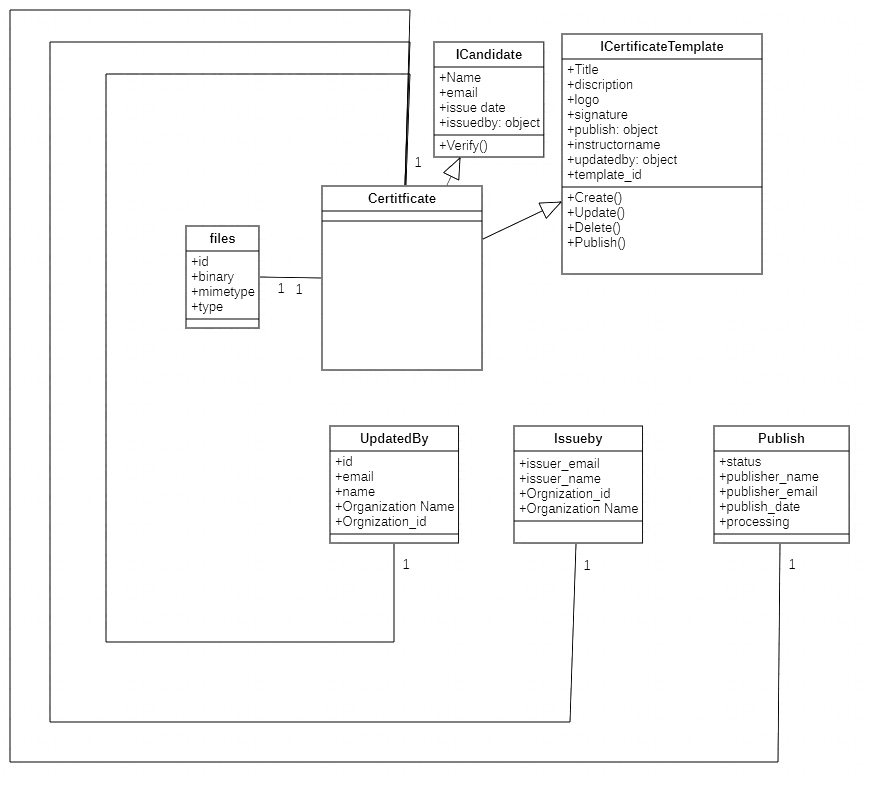 ICandidate
+Name
+email
+issue date
+issuedby: object
+Verify()
ICertificateTemplate
+Title
+discription
+logo
+signature
+publish: object
+instructorname
+updatedby: object
+template_id
+Create()
+Update()
+Delete()
+Publish()
1
Certitficate
files
+id
+binary
+mimetype
+type
1 1
UpdatedBy
+id
+email
+name
+Organization Name
+Orgnization_id
1
Issueby
+issuer_email
+issuer_name
+Orgnization_id
+Organization Name
1
Publish
+status
+publisher_name
+publisher_email
+publish_date
+processing
1